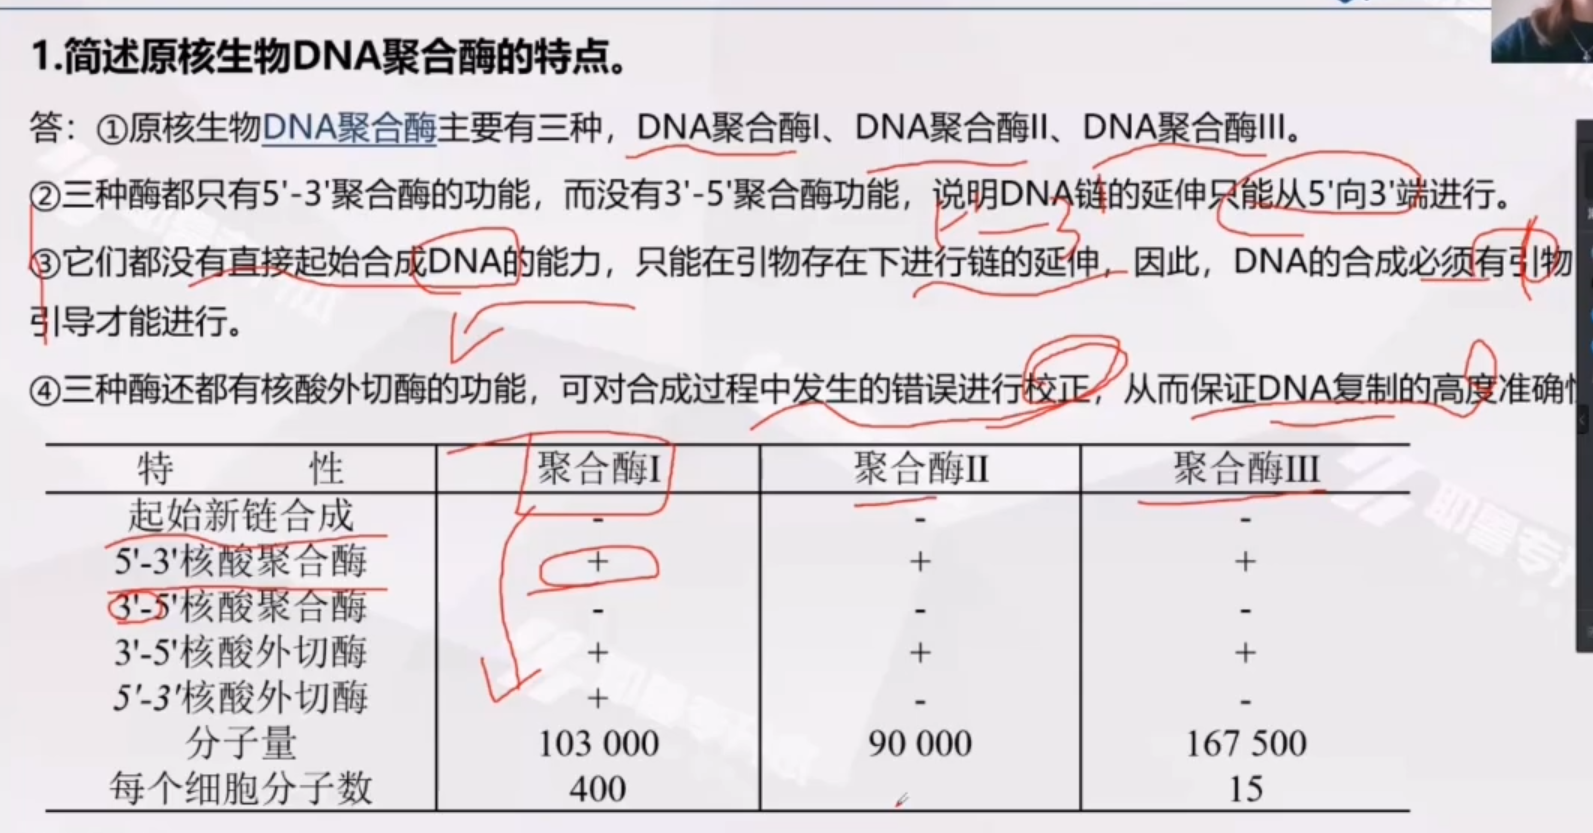 1.简述原核生物DNA聚合酶的特点。
答：①原核生物DNA聚合酶主要有三种，DNA聚合酶I、DNA聚合酶II、DNA聚合酶III。
②三种酶都只有5'-3'聚合酶的功能，而没有3'-5'聚合酶功能，说明DNA链的延伸只能从5'向3'端进行。
5'—3'
③它们都没有直接起始合成DNA的能力，只能在引物存在下进行链的延伸，因此，DNA的合成必须有引物
引导才能进行。
④三种酶还都有核酸外切酶的功能，可对合成过程中发生的错误进行校正，从而保证DNA复制的高度准确
特 性 聚合酶I 聚合酶II 聚合酶III
起始新链合成 - - -
5'-3'核酸聚合酶 + + +
3'-5'核酸聚合酶 - - -
3'-5'核酸外切酶 + + +
5'-3'核酸外切酶 + - -
分子量 103 000 90 000 167 500
每个细胞分子数 400 15